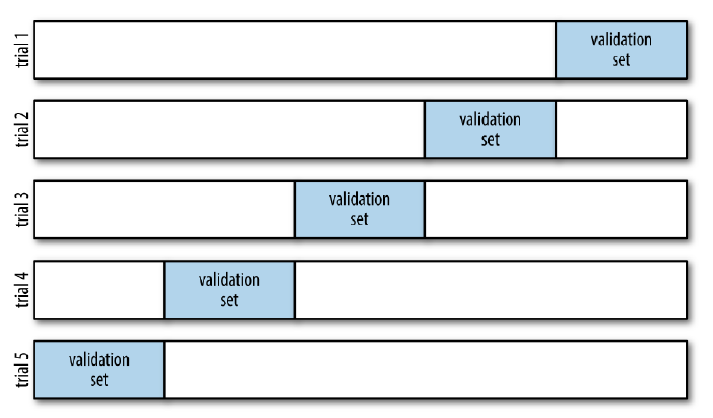 trial 1
validation
set
trial 2
validation
set
trial 3
validation
set
trial 4
validation
set
trial 5
validation
set